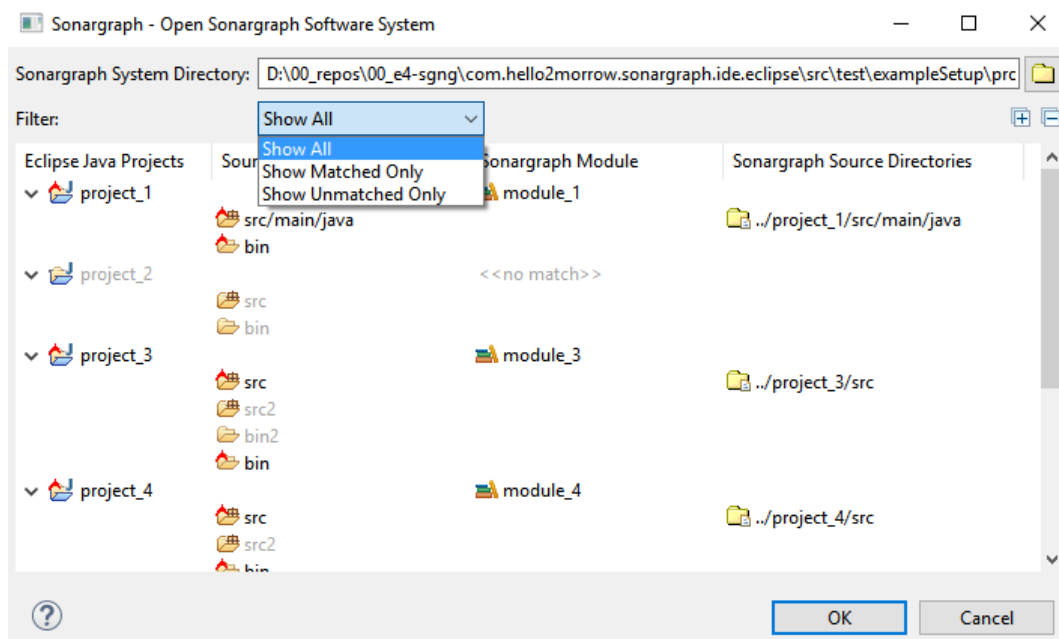 Sonargraph - Open Sonargraph Software System
Sonargraph System Directory: D:\00_repos\00_e4-sgng\com.hello2morrow.sonargraph.ide.eclipse\src\test\exampleSetup\prc
Filter: Show All
Show All
Show Matched Only
Show Unmatched Only
Eclipse Java Projects Sour Sonargraph Module Sonargraph Source Directories
project_1 module_1
src/main/java ../project_1/src/main/java
bin
project_2 <<no match>>
src
bin
project_3 module_3
src ../project_3/src
src2
bin2
bin
project_4 module_4
src ../project_4/src
src2
bin
OK Cancel